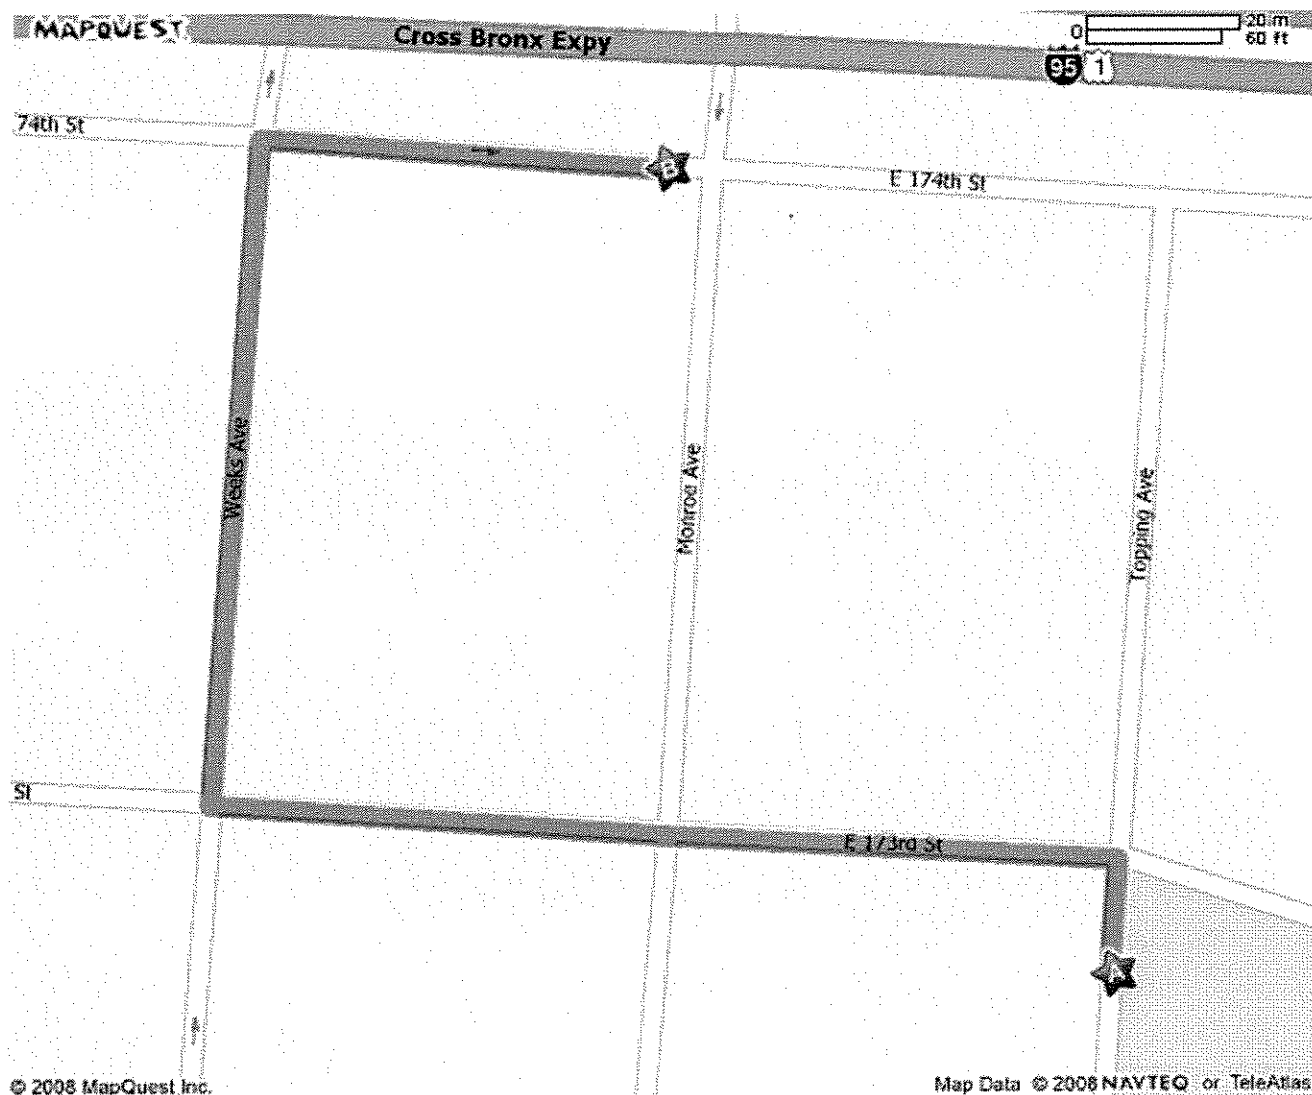 MAPQUEST
Cross Bronx Expy
0
20 m
60 ft
95
1
74th St
B
E 174th St
Weeks Ave
Monroe Ave
Topping Ave
St
E 173rd St
A
© 2008 MapQuest Inc.
Map Data © 2008 NAVTEQ or TeleAtlas